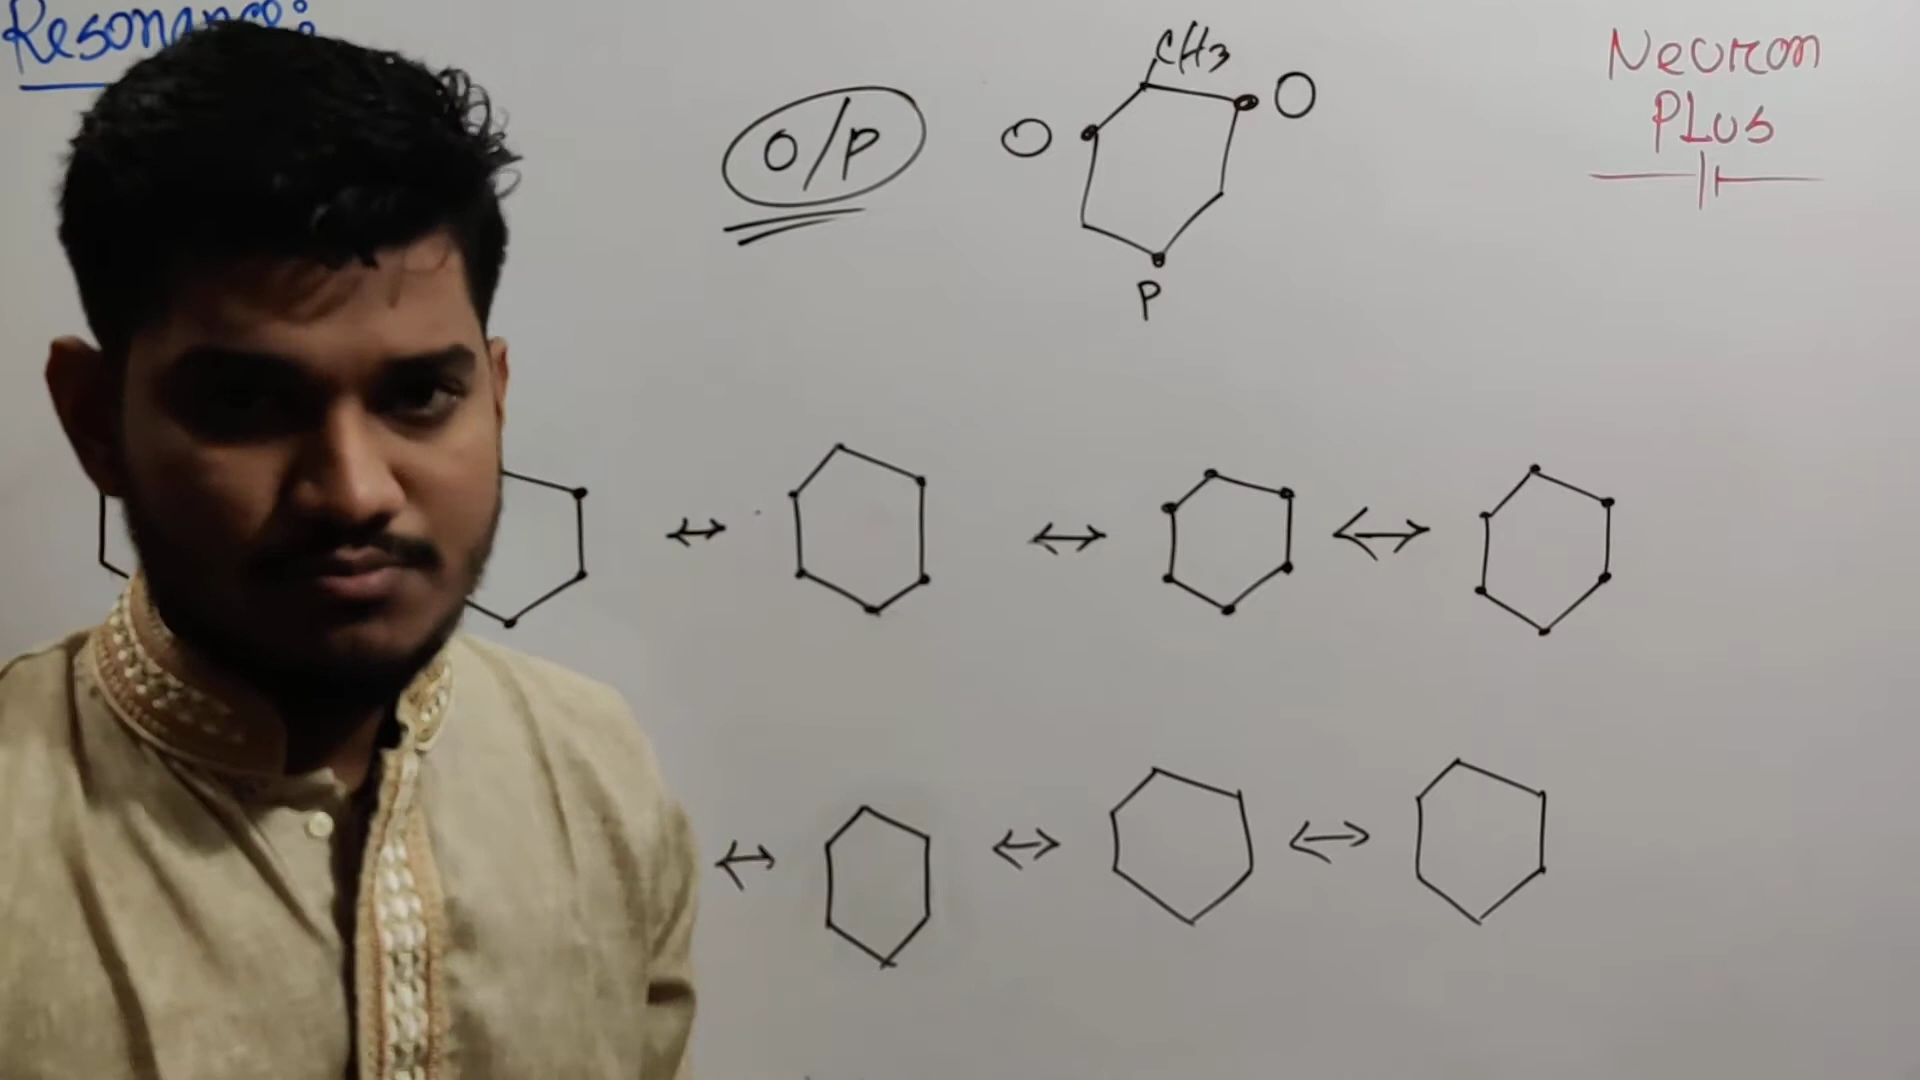 Resonance:
CH3
O
O
O/P
P
Neuron
PLus